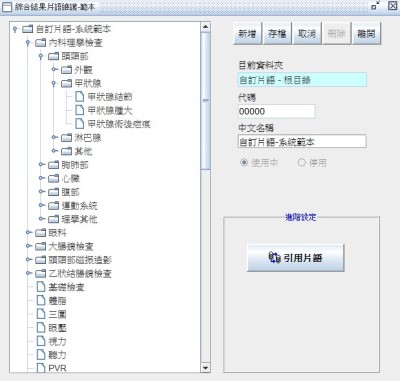 綜合結果片語維護-範本
自訂片語-系統範本
內科理學檢查
頭頸部
外觀
甲狀腺
甲狀腺結節
甲狀腺腫大
甲狀腺術後疤痕
淋巴腺
其他
胸肺部
心臟
腹部
運動系統
理學其他
眼科
大腸鏡檢查
頭頸部磁振造影
乙狀結腸鏡檢查
基礎檢查
體脂
三圍
眼壓
視力
聽力
PVR
新增 存檔 取消 刪除 離開
目前資料夾
自訂片語 - 根目錄
代碼
00000
中文名稱
自訂片語-系統範本
使用中 停用
進階設定
引用片語